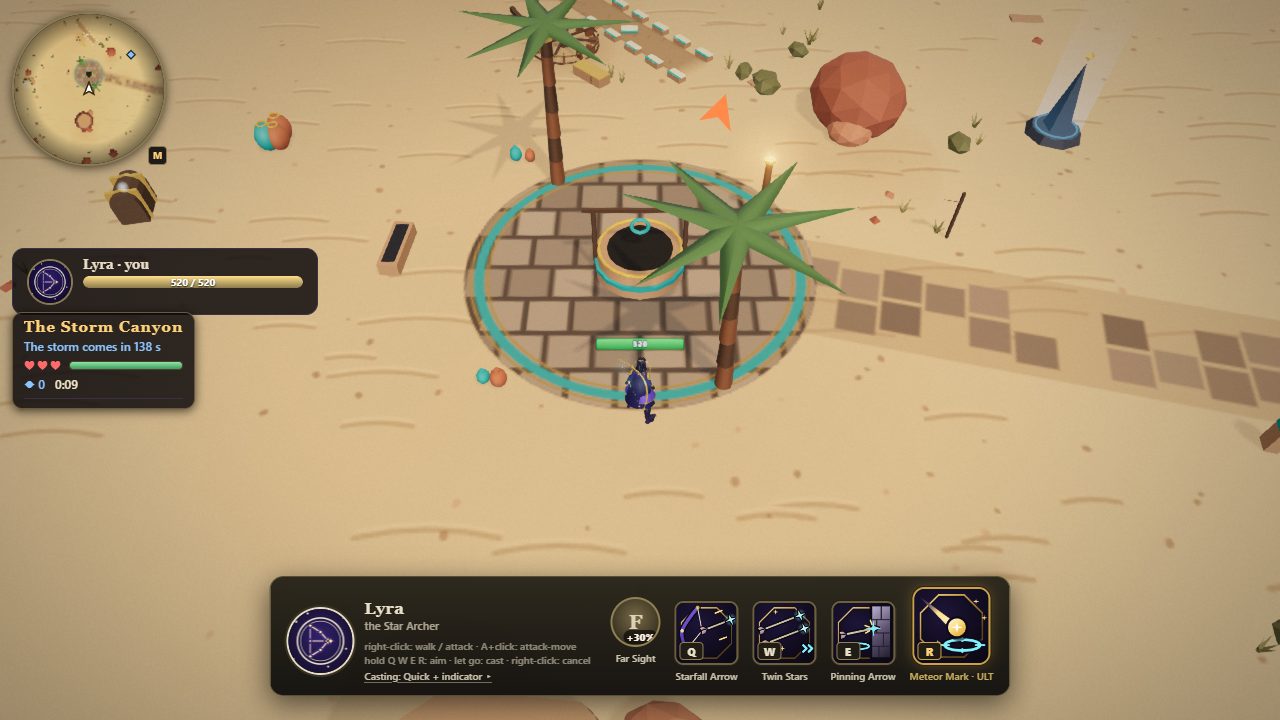 M
Lyra · you
520 / 520
The Storm Canyon
The storm comes in 138 s
0 0:09
520
Lyra
the Star Archer
right-click: walk / attack · A+click: attack-move
hold Q W E R: aim · let go: cast · right-click: cancel
Casting: Quick + indicator
F
+30%
Far Sight
Q
Starfall Arrow
W
Twin Stars
E
Pinning Arrow
R
Meteor Mark · ULT